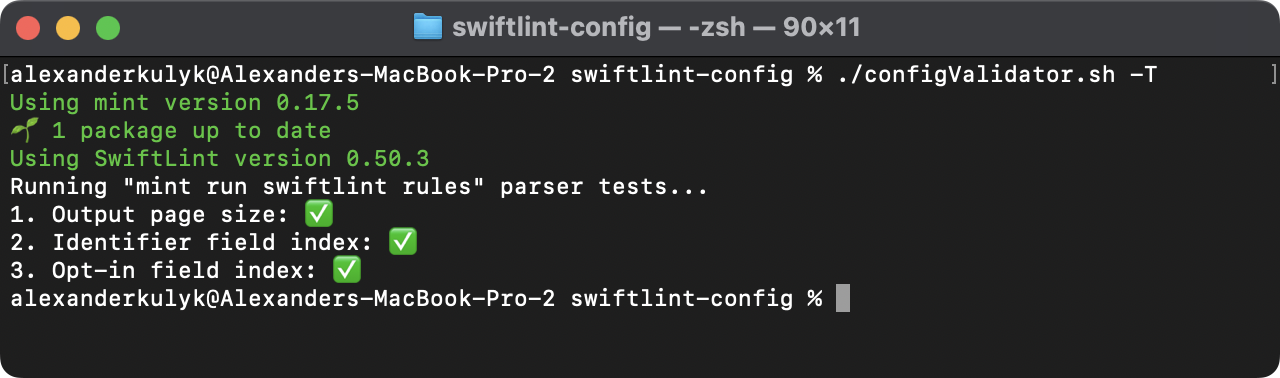 swiftlint-config — -zsh — 90×11
[alexanderkulyk@Alexanders-MacBook-Pro-2 swiftlint-config % ./configValidator.sh -T ]
Using mint version 0.17.5
🌱 1 package up to date
Using SwiftLint version 0.50.3
Running "mint run swiftlint rules" parser tests...
1. Output page size: ✅
2. Identifier field index: ✅
3. Opt-in field index: ✅
alexanderkulyk@Alexanders-MacBook-Pro-2 swiftlint-config %